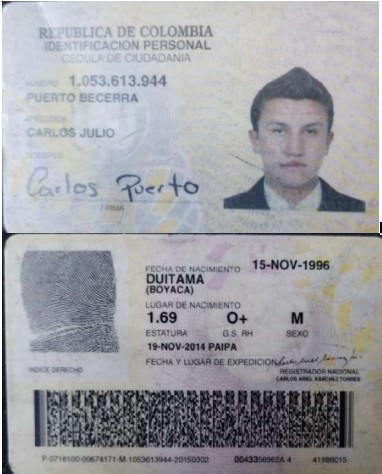 REPUBLICA DE COLOMBIA
IDENTIFICACION PERSONAL
CEDULA DE CIUDADANIA
NUMERO 1.053.613.944
PUERTO BECERRA
APELLIDOS
CARLOS JULIO
NOMBRES
Carlos Puerto
FIRMA
FECHA DE NACIMIENTO 15-NOV-1996
DUITAMA
(BOYACA)
LUGAR DE NACIMIENTO
1.69 O+ M
ESTATURA G.S. RH SEXO
19-NOV-2014 PAIPA
FECHA Y LUGAR DE EXPEDICION
INDICE DERECHO
REGISTRADOR NACIONAL
CARLOS ARIEL SANCHEZ TORRES
P-0718100-00674171-M-1053613944-20150302 0043356962A 4 41988015